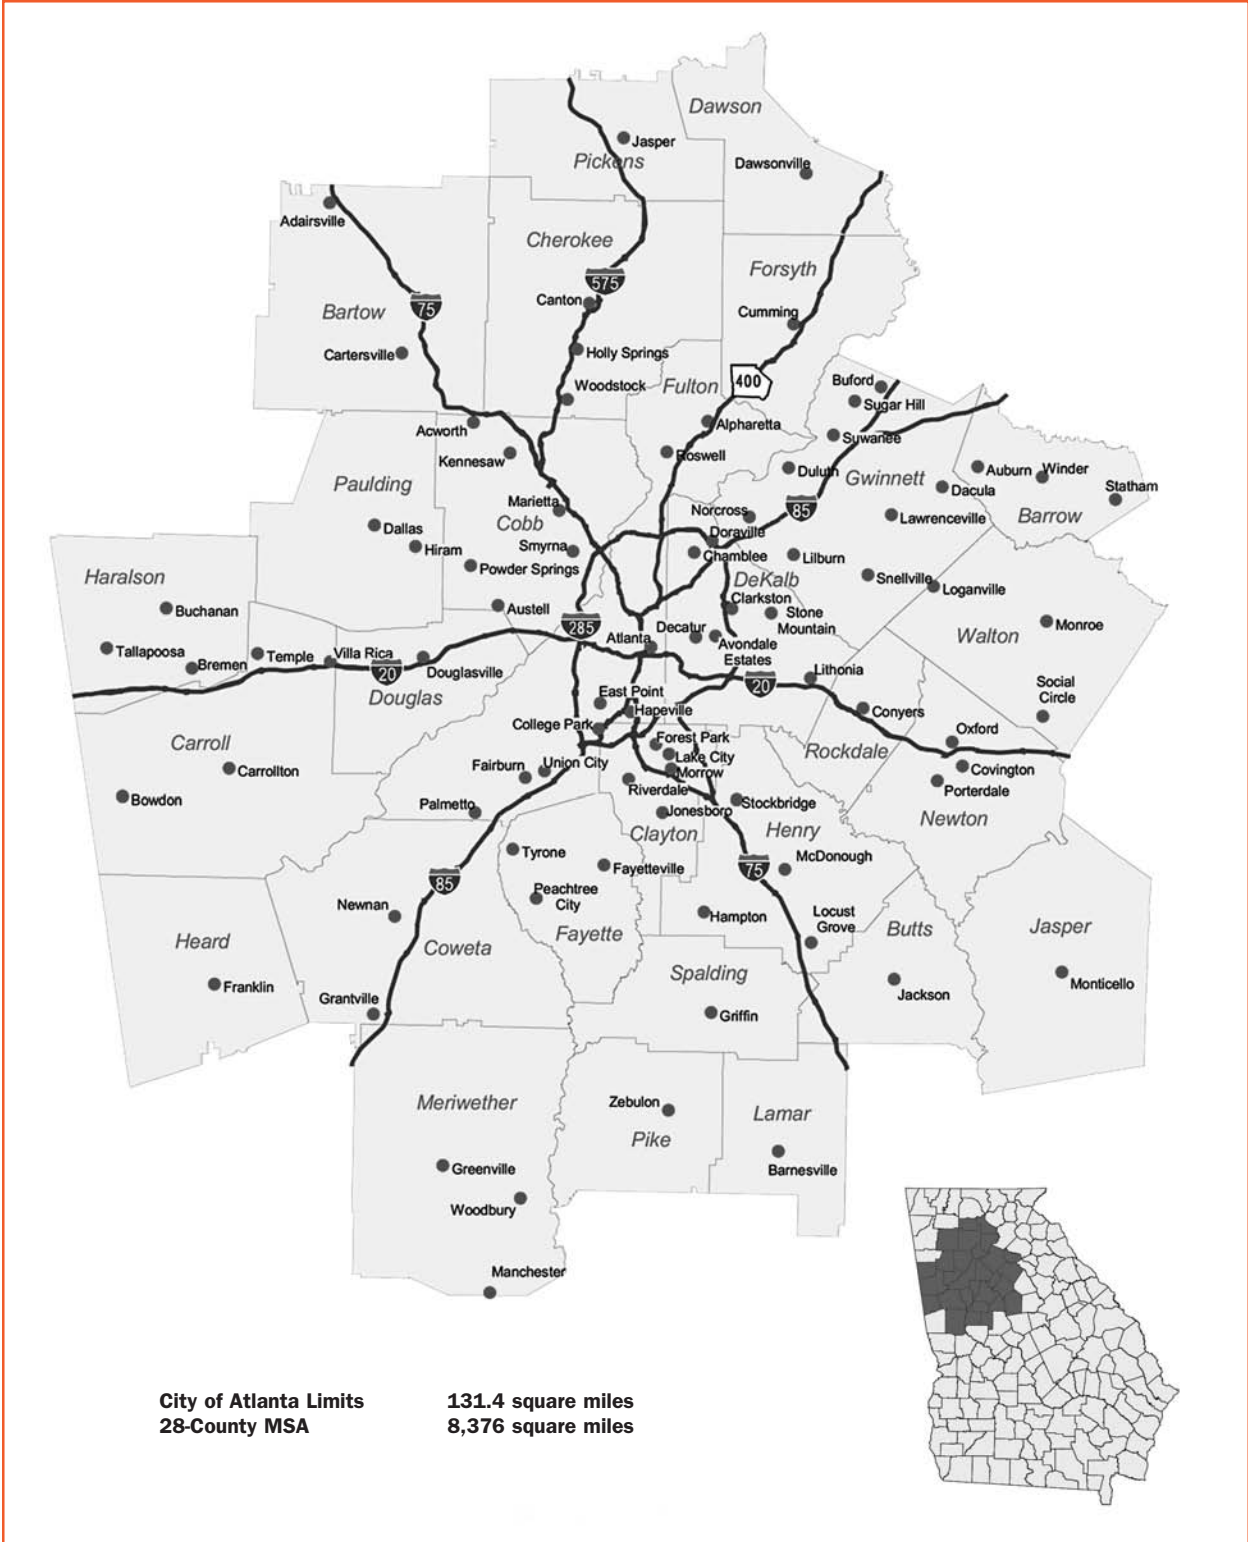 Dawson
Jasper
Pickens
Dawsonville
Adairsville
Cherokee
Forsyth
575
Canton
75
Bartow
Cumming
Cartersville
Holly Springs
Woodstock
Fulton
400
Buford
Sugar Hill
Acworth
Alpharetta
Suwanee
Kennesaw
Roswell
Duluth
Gwinnett
Auburn
Winder
Paulding
Dacula
Statham
Marietta
Cobb
Norcross
85
Lawrenceville
Barrow
Dallas
Doraville
Hiram
Smyrna
Chamblee
Lilburn
Powder Springs
DeKalb
Snellville
Loganville
Haralson
Buchanan
Austell
Clarkston
Stone
Mountain
285
Decatur
Atlanta
Avondale
Estates
Walton
Monroe
Tallapoosa
Bremen
Temple
Villa Rica
20
Douglasville
Douglas
20
Lithonia
Social
Circle
East Point
Hapeville
College Park
Conyers
Oxford
Carroll
Carrollton
Forest Park
Lake City
Morrow
Rockdale
Covington
Porterdale
Fairburn
Union City
Riverdale
Bowdon
Palmetto
Jonesboro
Stockbridge
Clayton
Henry
Newton
Tyrone
Fayetteville
McDonough
75
85
Peachtree
City
Newnan
Hampton
Locust
Grove
Heard
Coweta
Fayette
Butts
Jasper
Spalding
Franklin
Monticello
Jackson
Grantville
Griffin
Meriwether
Zebulon
Lamar
Pike
Greenville
Barnesville
Woodbury
Manchester
City of Atlanta Limits 131.4 square miles
28-County MSA 8,376 square miles